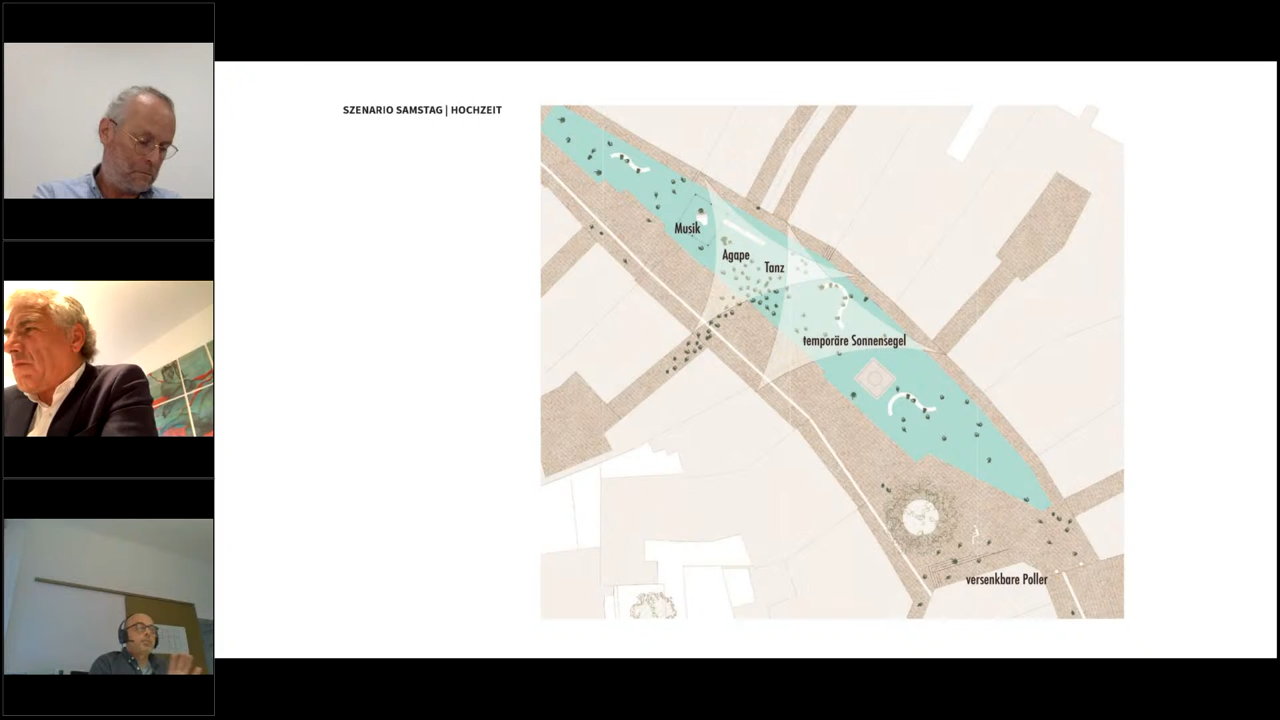 SZENARIO SAMSTAG | HOCHZEIT
Musik
Agape
Tanz
temporäre Sonnensegel
versenkbare Poller